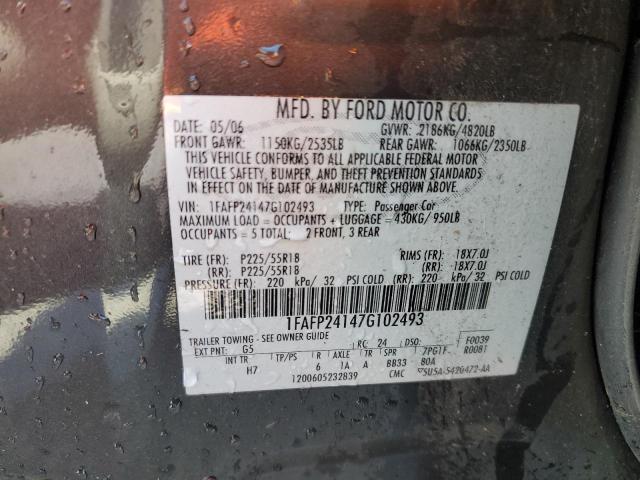 MFD. BY FORD MOTOR CO.
DATE: 05/06 GVWR: 2186KG/4820LB
FRONT GAWR: 1150KG/2535LB REAR GAWR: 1066KG/2350LB
THIS VEHICLE CONFORMS TO ALL APPLICABLE FEDERAL MOTOR
VEHICLE SAFETY, BUMPER, AND THEFT PREVENTION STANDARDS
IN EFFECT ON THE DATE OF MANUFACTURE SHOWN ABOVE.
VIN: 1FAFP24147G102493 TYPE: Passenger Car
MAXIMUM LOAD = OCCUPANTS + LUGGAGE = 430KG/950LB
OCCUPANTS = 5 TOTAL: 2 FRONT, 3 REAR
TIRE (FR): P225/55R18 RIMS (FR): 18X7.0J
(RR): P225/55R18 (RR): 18X7.0J
PRESSURE (FR): 220 kPa/ 32 PSI COLD (RR): 220 kPa/ 32 PSI COLD
1FAFP24147G102493
TRAILER TOWING - SEE OWNER GUIDE F0039
EXT PNT: G5 RC: 24 DSO: R0081
INT TR TP/PS R AXLE TR SPR 7PG1F
H7 6 1A A BB33 BOA
1200605232839 CMC 5U5A-5420472-AA